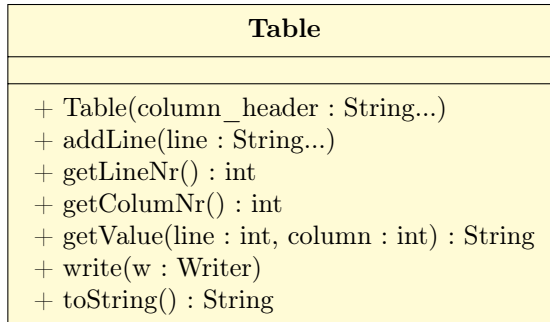 Table
+ Table(column_header : String...)
+ addLine(line : String...)
+ getLineNr() : int
+ getColumNr() : int
+ getValue(line : int, column : int) : String
+ write(w : Writer)
+ toString() : String